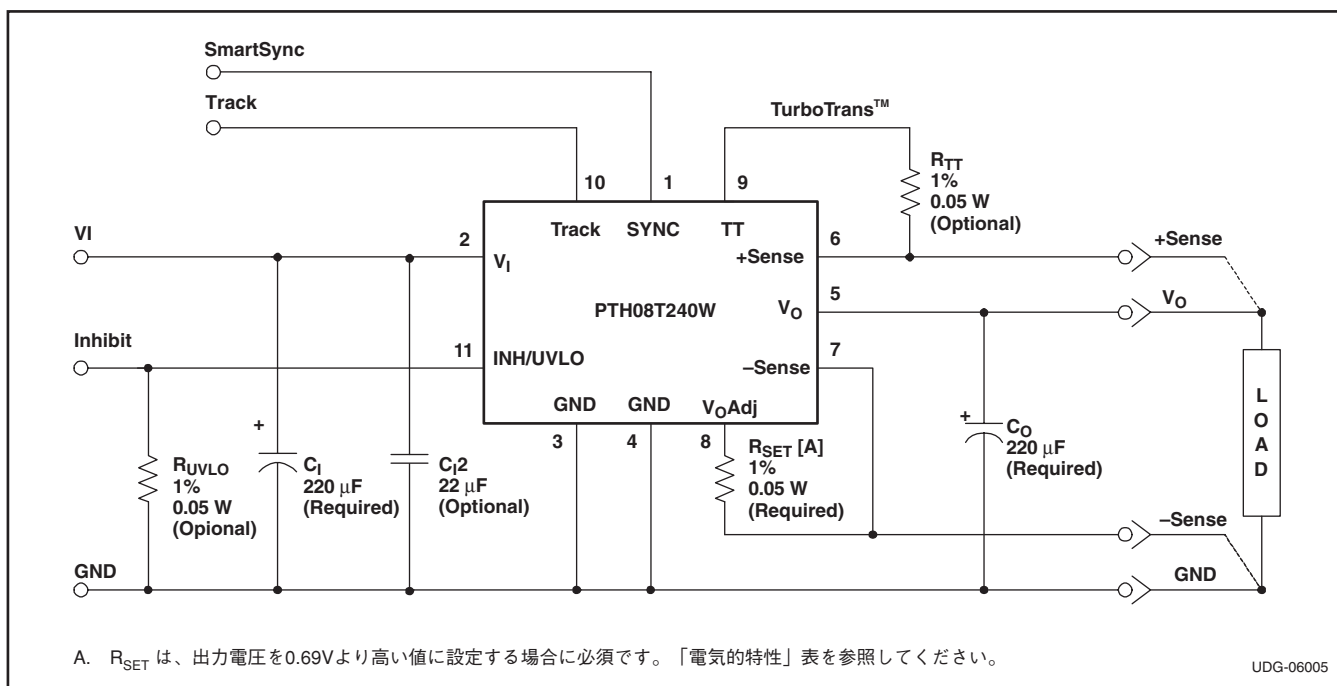 SmartSync
Track
TurboTrans™
RTT
1%
0.05 W
(Optional)
10
1
9
VI
2
Track SYNC TT
VI
+Sense
6
+Sense
PTH08T240W
VO
5
VO
Inhibit
11
INH/UVLO
–Sense
7
GND GND VOAdj
3
4
8
RUVLO
1%
0.05 W
(Opional)
+
CI
220 μF
(Required)
CI2
22 μF
(Optional)
RSET [A]
1%
0.05 W
(Required)
+
CO
220 μF
(Required)
LOAD
–Sense
GND
GND
A. RSET は、出力電圧を0.69Vより高い値に設定する場合に必須です。「電気的特性」表を参照してください。
UDG-06005